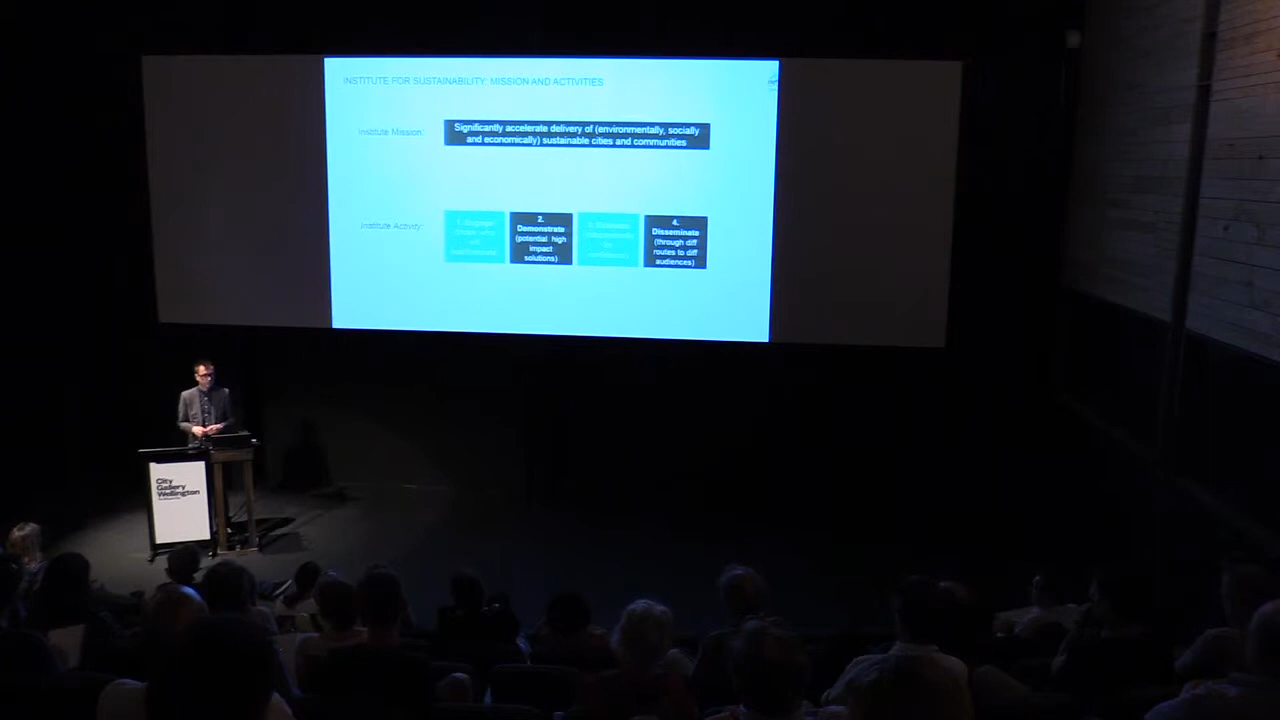 INSTITUTE FOR SUSTAINABILITY: MISSION AND ACTIVITIES
Institute Mission:
Significantly accelerate delivery of (environmentally, socially
and economically) sustainable cities and communities
Institute Activity:
2.
Demonstrate
(potential high
impact
solutions)
4.
Disseminate
(through diff
routes to diff
audiences)
City
Gallery
Wellington